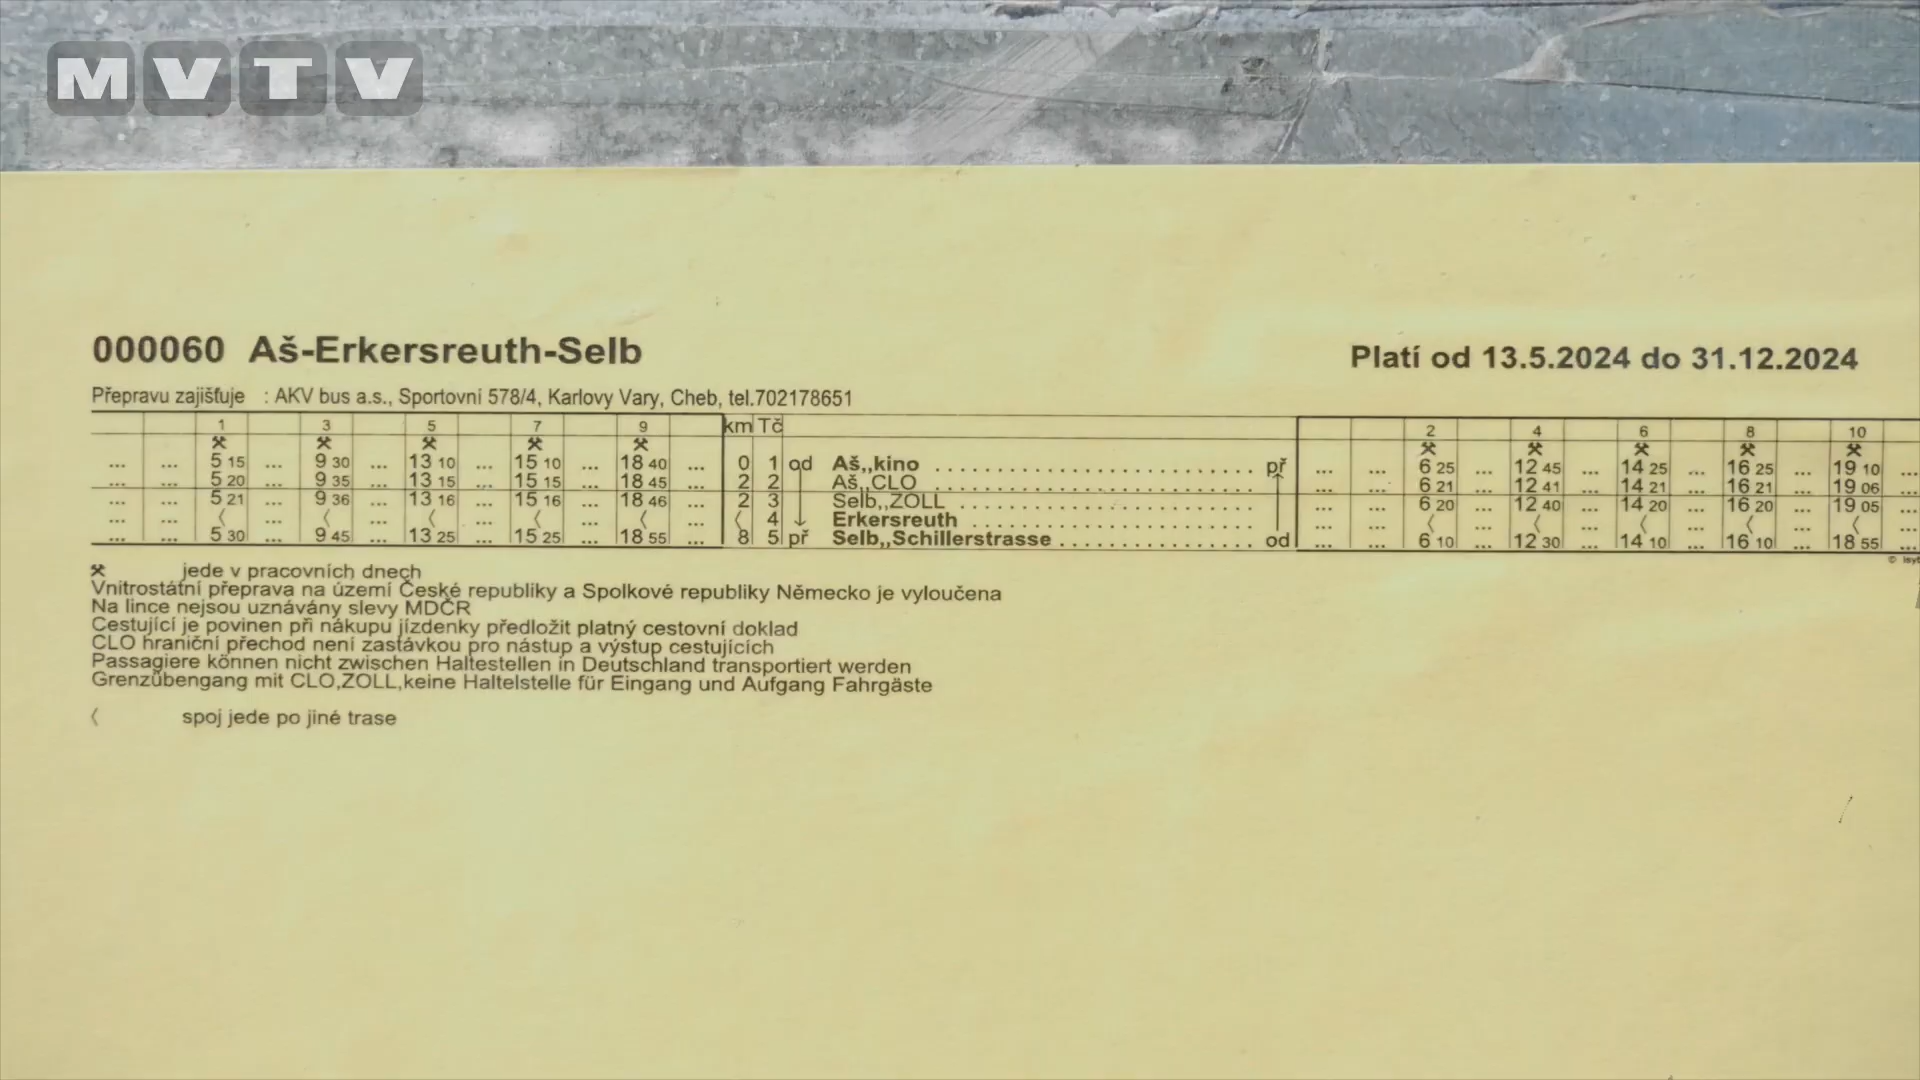 MVTV
000060 Aš-Erkersreuth-Selb Platí od 13.5.2024 do 31.12.2024
Přepravu zajišťuje : AKV bus a.s., Sportovní 578/4, Karlovy Vary, Cheb, tel.702178651
1 3 5 7 9 km Tč 2 4 6 8 10
⚒ ⚒ ⚒ ⚒ ⚒ ⚒ ⚒ ⚒ ⚒ ⚒
... ... 5 15 ... 9 30 ... 13 10 ... 15 10 ... 18 40 ... 0 1 od Aš,,kino ........................ př ... ... 6 25 ... 12 45 ... 14 25 ... 16 25 ... 19 10 ...
... ... 5 20 ... 9 35 ... 13 15 ... 15 15 ... 18 45 ... 2 2 Aš,,CLO ........................ ... ... 6 21 ... 12 41 ... 14 21 ... 16 21 ... 19 06 ...
... ... 5 21 ... 9 36 ... 13 16 ... 15 16 ... 18 46 ... 2 3 Selb,,ZOLL ...................... ... ... 6 20 ... 12 40 ... 14 20 ... 16 20 ... 19 05 ...
... ... ⟨ ... ⟨ ... ⟨ ... ⟨ ... ⟨ ... ⟨ 4 ↓ Erkersreuth ..................... ... ... ⟨ ... ⟨ ... ⟨ ... ⟨ ... ⟨ ...
... ... 5 30 ... 9 45 ... 13 25 ... 15 25 ... 18 55 ... 8 5 př Selb,,Schillerstrasse ............... od ... ... 6 10 ... 12 30 ... 14 10 ... 16 10 ... 18 55 ...
⚒ jede v pracovních dnech
Vnitrostátní přeprava na území České republiky a Spolkové republiky Německo je vyloučena
Na lince nejsou uznávány slevy MDČR
Cestující je povinen při nákupu jízdenky předložit platný cestovní doklad
CLO hraniční přechod není zastávkou pro nástup a výstup cestujících
Passagiere können nicht zwischen Haltestellen in Deutschland transportiert werden
Grenzübengang mit CLO,ZOLL,keine Haltelstelle für Eingang und Aufgang Fahrgäste
⟨ spoj jede po jiné trase